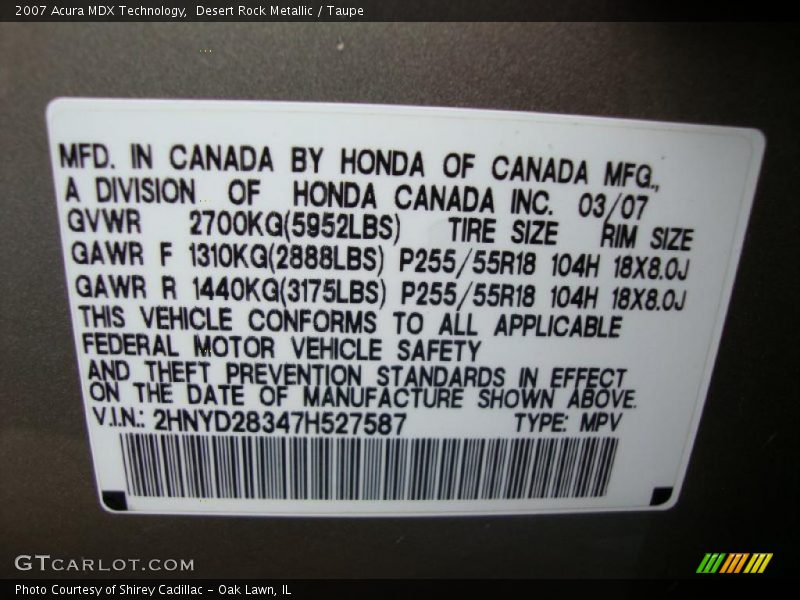 2007 Acura MDX Technology,  Desert Rock Metallic / Taupe
MFD. IN CANADA BY HONDA OF CANADA MFG.,
A DIVISION OF HONDA CANADA INC. 03/07
GVWR 2700KG(5952LBS) TIRE SIZE RIM SIZE
GAWR F 1310KG(2888LBS) P255/55R18 104H 18X8.0J
GAWR R 1440KG(3175LBS) P255/55R18 104H 18X8.0J
THIS VEHICLE CONFORMS TO ALL APPLICABLE
FEDERAL MOTOR VEHICLE SAFETY
AND THEFT PREVENTION STANDARDS IN EFFECT
ON THE DATE OF MANUFACTURE SHOWN ABOVE.
V.I.N.: 2HNYD28347H527587 TYPE: MPV
GTCARLOT.COM
Photo Courtesy of Shirey Cadillac - Oak Lawn, IL